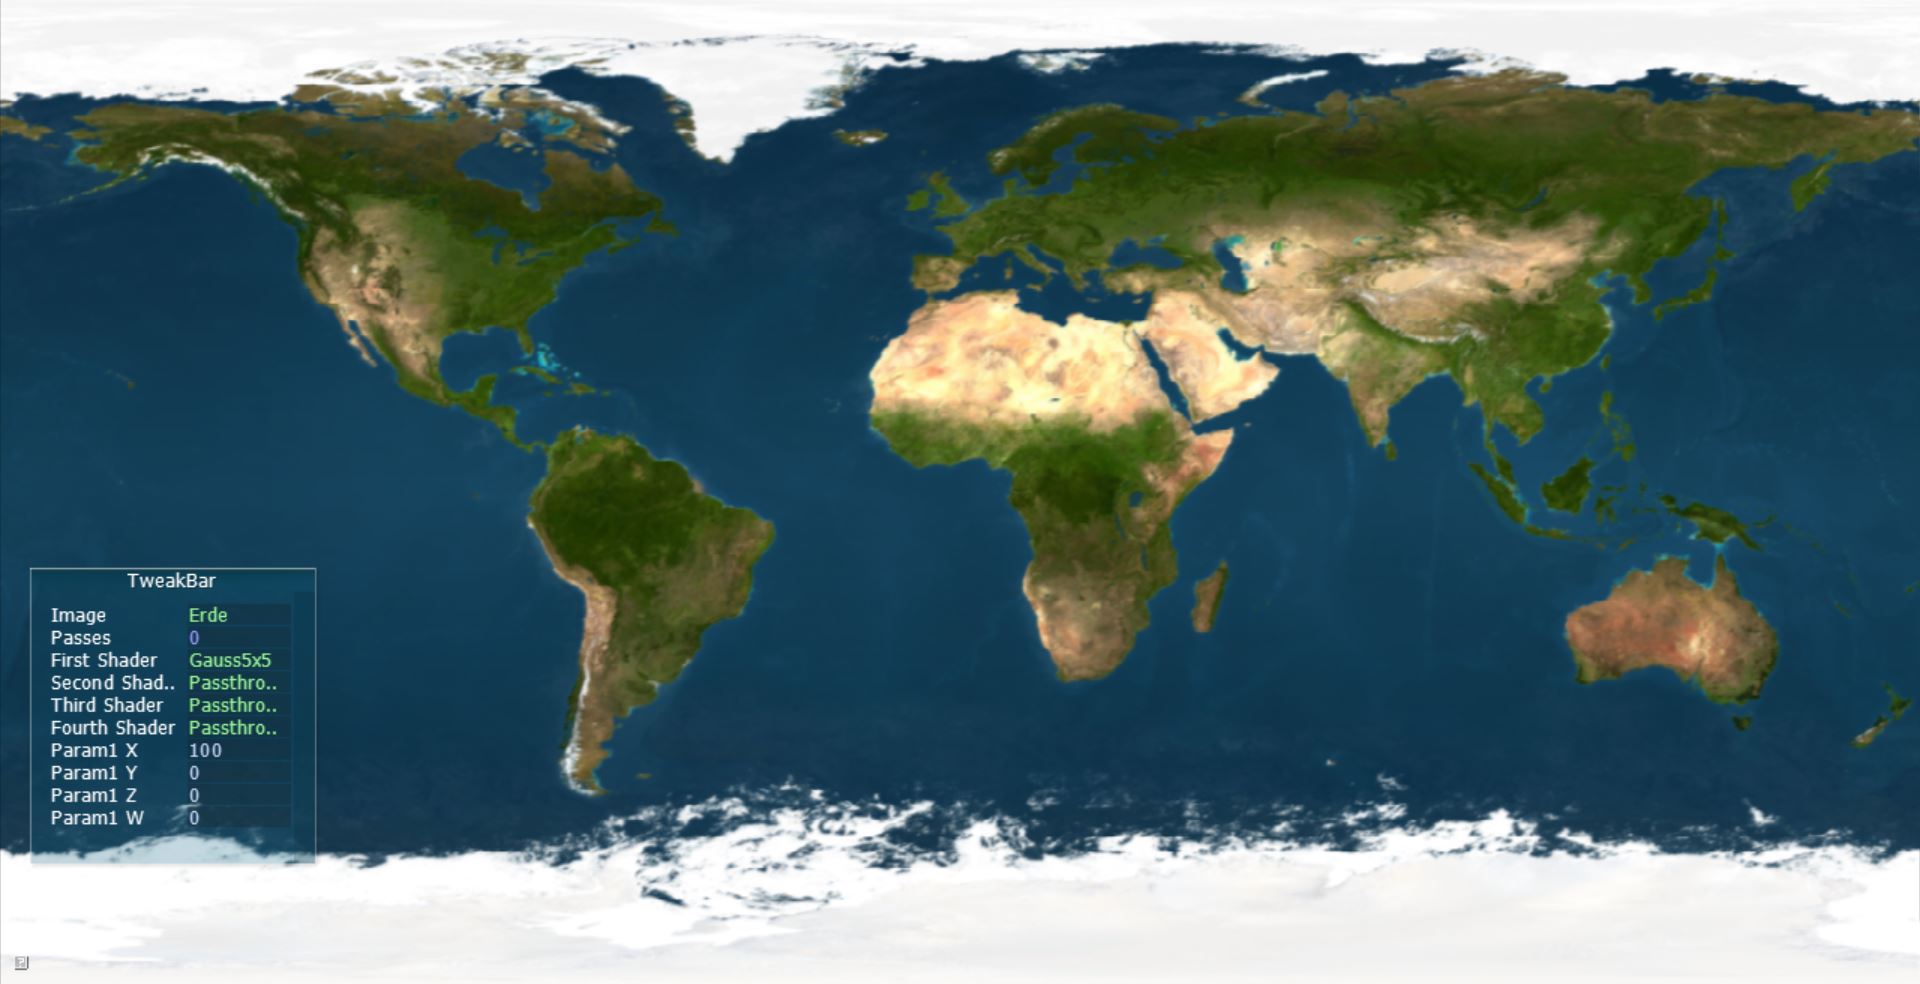 TweakBar
Image Erde
Passes 0
First Shader Gauss5x5
Second Shad.. Passthro..
Third Shader Passthro..
Fourth Shader Passthro..
Param1 X 100
Param1 Y 0
Param1 Z 0
Param1 W 0
?